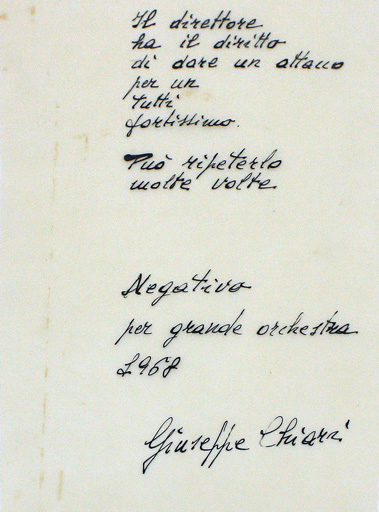 Il direttore
ha il diritto
di dare un attacco
per un
tutti
fortissimo.
Può ripeterlo
molte volte
Negativo
per grande orchestra
1968
Giuseppe Chiari